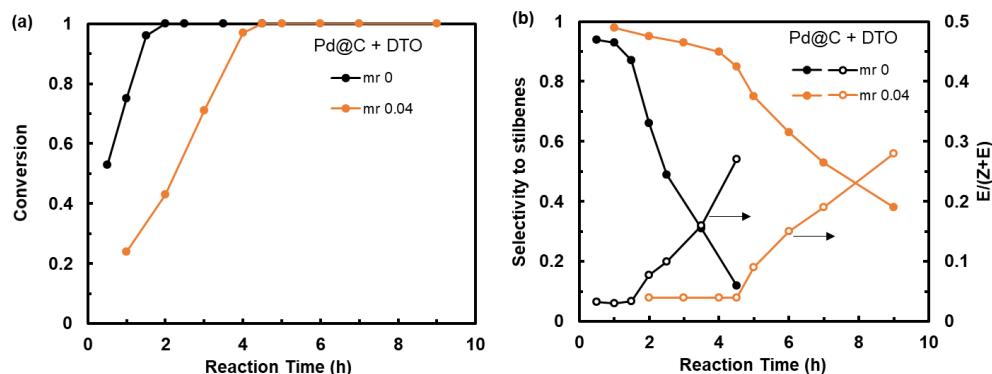 (a)
1
0.8
0.6
0.4
0.2
0
0
2
4
6
8
10
Conversion
Reaction Time (h)
Pd@C + DTO
mr 0
mr 0.04
(b)
1
0.8
0.6
0.4
0.2
0
0
2
4
6
8
10
0.5
0.4
0.3
0.2
0.1
0
Selectivity to stilbenes
E/(Z+E)
Reaction Time (h)
Pd@C + DTO
mr 0
mr 0.04